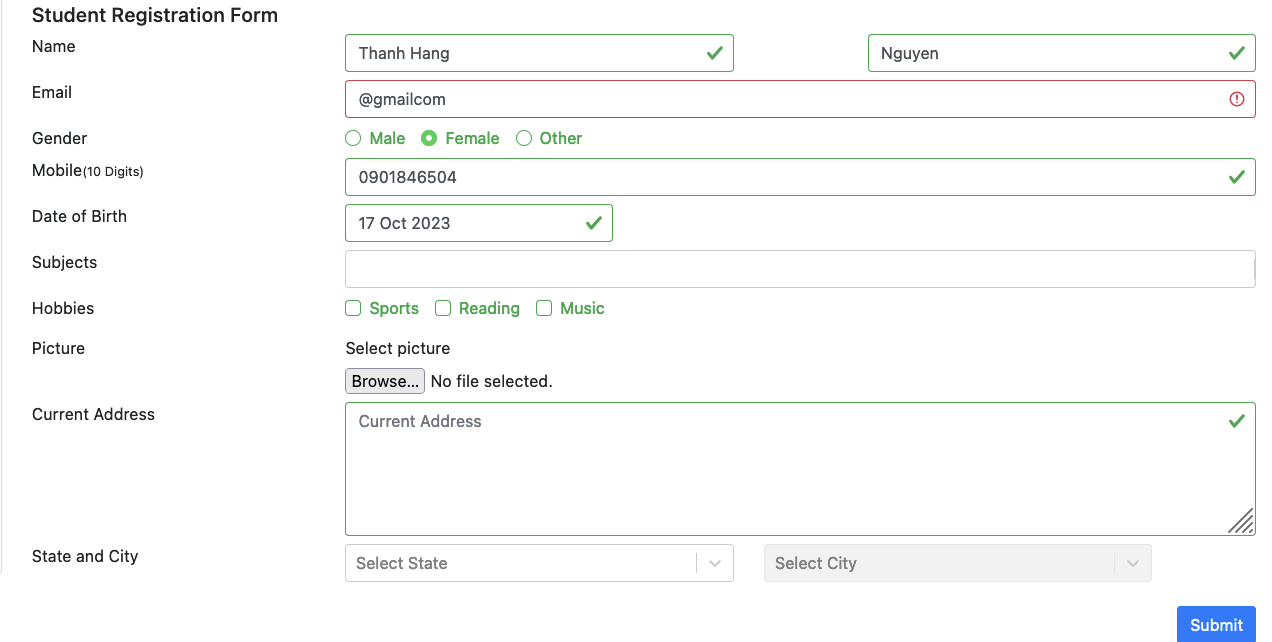 Student Registration Form
Name Thanh Hang Nguyen
Email @gmailcom
Gender Male Female Other
Mobile(10 Digits) 0901846504
Date of Birth 17 Oct 2023
Subjects
Hobbies Sports Reading Music
Picture Select picture
Browse... No file selected.
Current Address Current Address
State and City Select State Select City
Submit